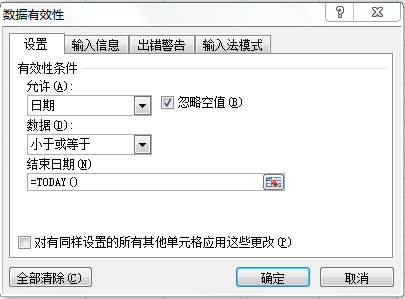 数据有效性
设置 输入信息 出错警告 输入法模式
有效性条件
允许(A):
日期 忽略空值(B)
数据(D):
小于或等于
结束日期(N)
=TODAY()
对有同样设置的所有其他单元格应用这些更改(P)
全部清除(C) 确定 取消